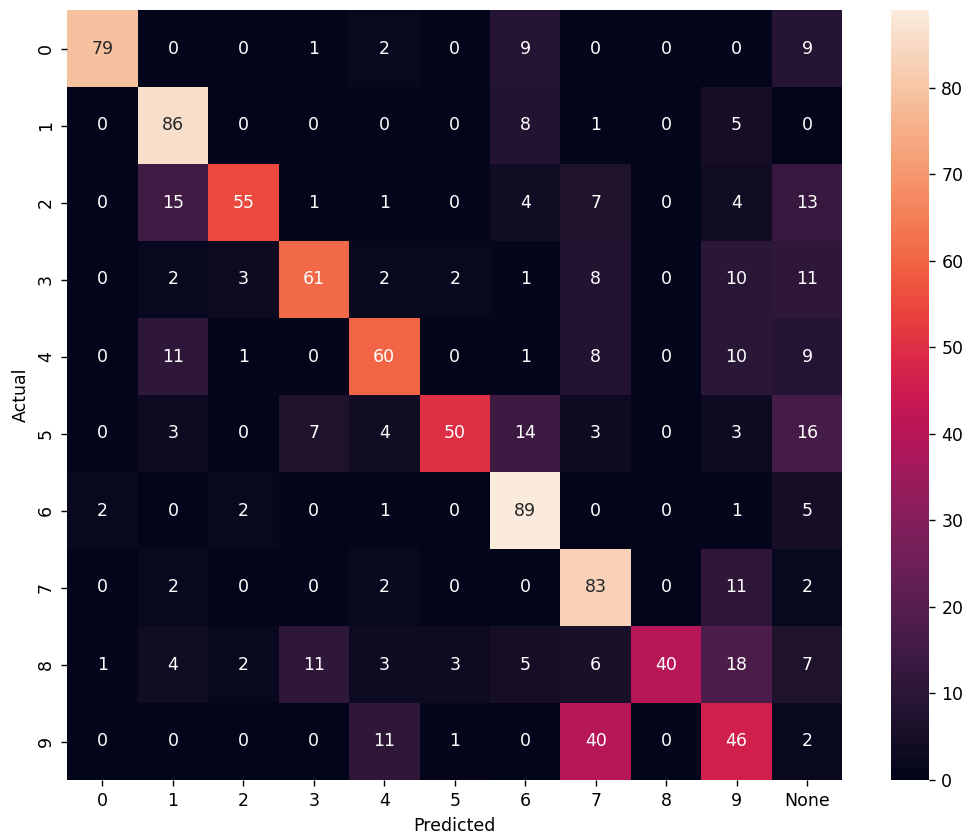 0 79 0 0 1 2 0 9 0 0 0 9
1 0 86 0 0 0 0 8 1 0 5 0
2 0 15 55 1 1 0 4 7 0 4 13
3 0 2 3 61 2 2 1 8 0 10 11
4 0 11 1 0 60 0 1 8 0 10 9
5 0 3 0 7 4 50 14 3 0 3 16
6 2 0 2 0 1 0 89 0 0 1 5
7 0 2 0 0 2 0 0 83 0 11 2
8 1 4 2 11 3 3 5 6 40 18 7
9 0 0 0 0 11 1 0 40 0 46 2
0 1 2 3 4 5 6 7 8 9 None
Predicted
Actual
80
70
60
50
40
30
20
10
0